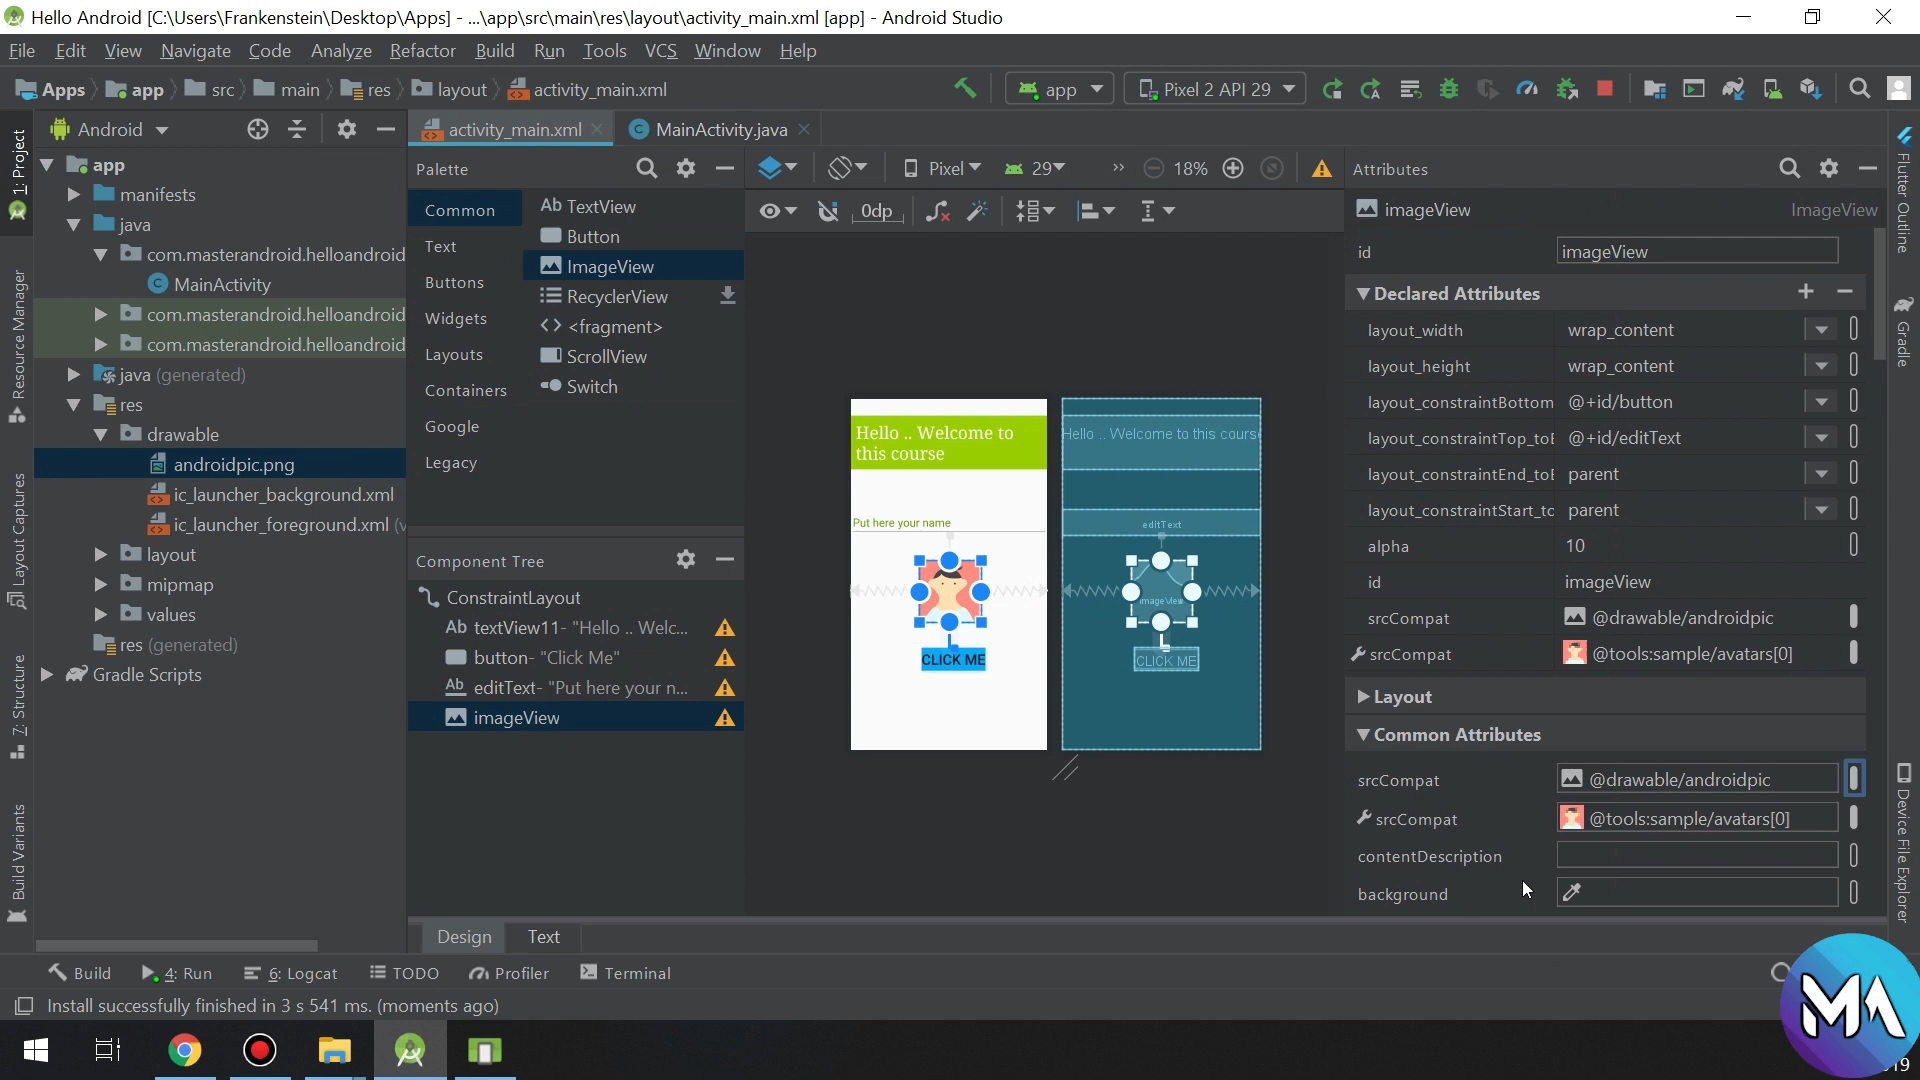 Hello Android [C:\Users\Frankenstein\Desktop\Apps] - ...\app\src\main\res\layout\activity_main.xml [app] - Android Studio
File Edit View Navigate Code Analyze Refactor Build Run Tools VCS Window Help
Apps app src main res layout activity_main.xml app Pixel 2 API 29
1: Project
Resource Manager
Layout Captures
7: Structure
Build Variants
Android
app
manifests
java
com.masterandroid.helloandroid
MainActivity
com.masterandroid.helloandroid
com.masterandroid.helloandroid
java (generated)
res
drawable
androidpic.png
ic_launcher_background.xml
ic_launcher_foreground.xml (v
layout
mipmap
values
res (generated)
Gradle Scripts
activity_main.xml MainActivity.java
Palette
Common
Text
Buttons
Widgets
Layouts
Containers
Google
Legacy
Ab TextView
Button
ImageView
RecyclerView
<> <fragment>
ScrollView
Switch
Component Tree
ConstraintLayout
Ab textView11- "Hello .. Welc...
button- "Click Me"
Ab editText- "Put here your n...
imageView
Pixel 29 18%
0dp
Hello .. Welcome to
this course
Put here your name
CLICK ME
Hello .. Welcome to this cours
editText
imageView
CLICK ME
Design Text
Attributes
imageView ImageView
id imageView
Declared Attributes
layout_width wrap_content
layout_height wrap_content
layout_constraintBottom @+id/button
layout_constraintTop_toE @+id/editText
layout_constraintEnd_toE parent
layout_constraintStart_to parent
alpha 10
id imageView
srcCompat @drawable/androidpic
srcCompat @tools:sample/avatars[0]
Layout
Common Attributes
srcCompat @drawable/androidpic
srcCompat @tools:sample/avatars[0]
contentDescription
background
Flutter Outline
Gradle
Device File Explorer
Build 4: Run 6: Logcat TODO Profiler Terminal
Install successfully finished in 3 s 541 ms. (moments ago)
MA